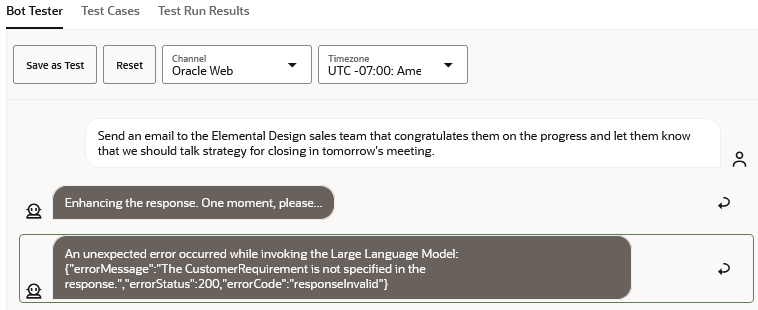 Bot Tester Test Cases Test Run Results
Save as Test Reset Channel Oracle Web Timezone UTC -07:00: Ame
Send an email to the Elemental Design sales team that congratulates them on the progress and let them know
that we should talk strategy for closing in tomorrow's meeting.
Enhancing the response. One moment, please...
An unexpected error occurred while invoking the Large Language Model:
{"errorMessage":"The CustomerRequirement is not specified in the
response.","errorStatus":200,"errorCode":"responseInvalid"}